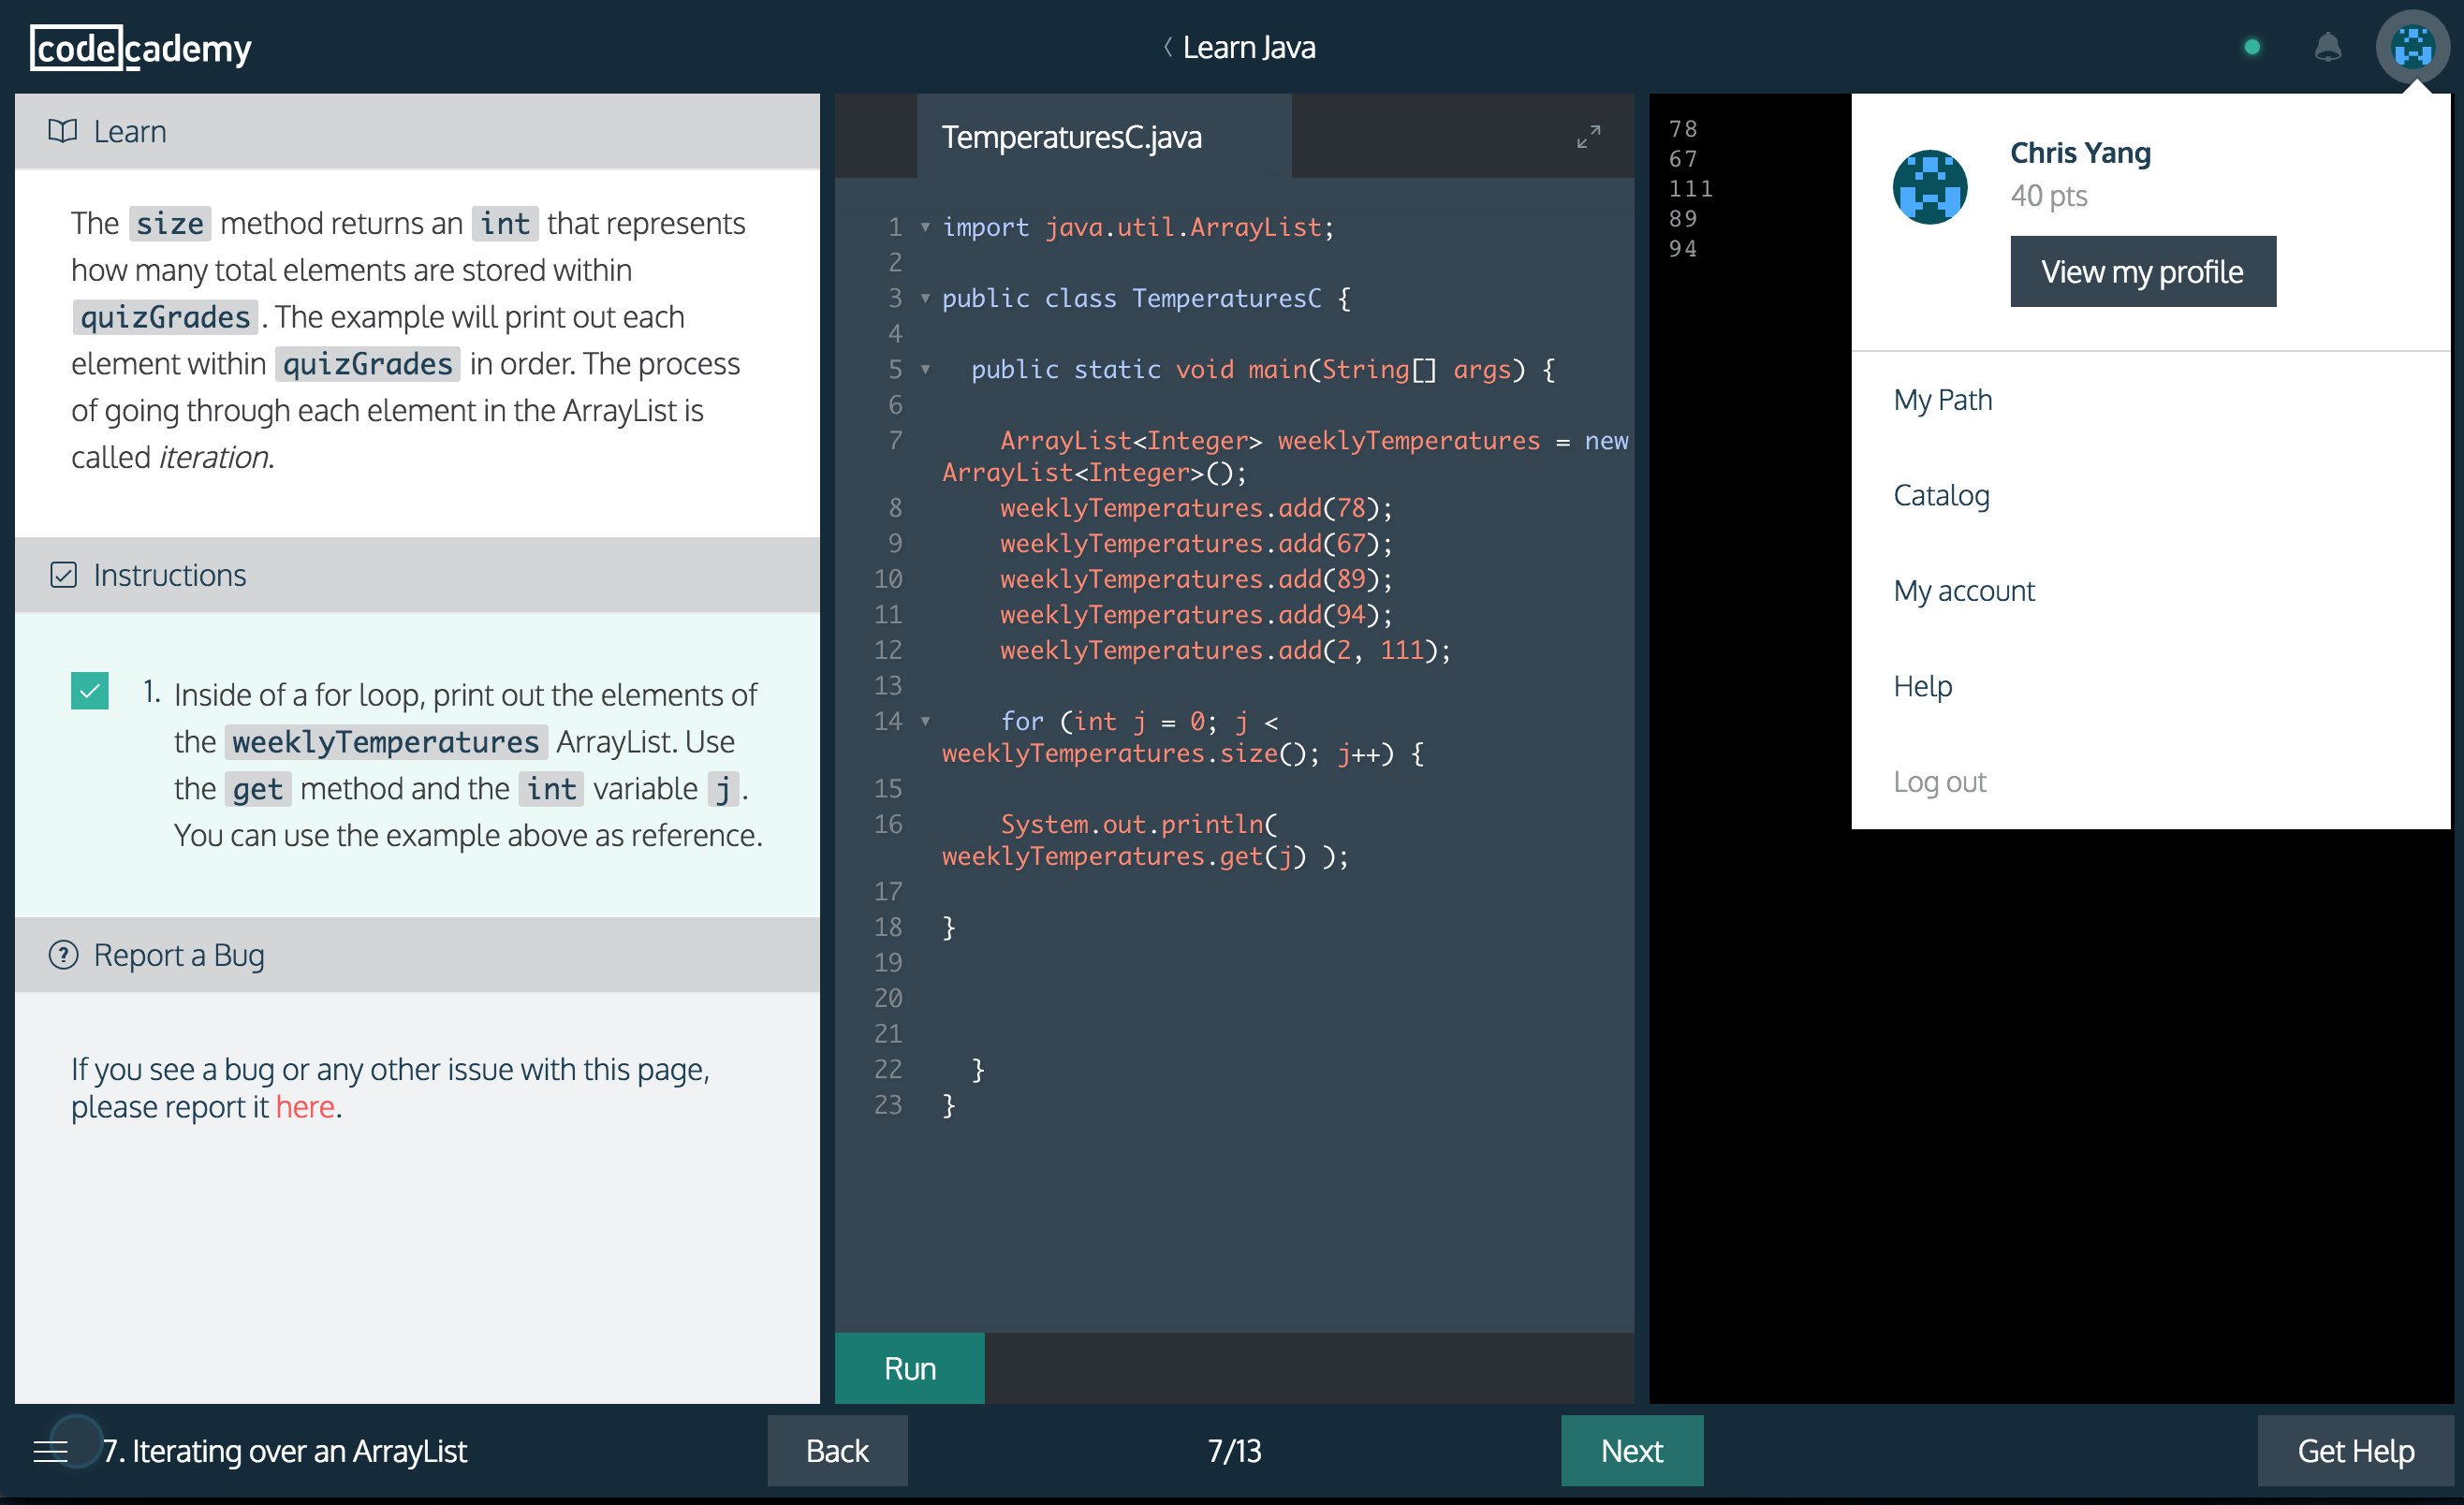 codecademy
Learn Java
Learn
The size method returns an int that represents
how many total elements are stored within
quizGrades. The example will print out each
element within quizGrades in order. The process
of going through each element in the ArrayList is
called iteration.
Instructions
1. Inside of a for loop, print out the elements of
the weeklyTemperatures ArrayList. Use
the get method and the int variable j.
You can use the example above as reference.
? Report a Bug
If you see a bug or any other issue with this page,
please report it here.
TemperaturesC.java
1 import java.util.ArrayList;
2
3 public class TemperaturesC {
4
5 public static void main(String[] args) {
6
7 ArrayList<Integer> weeklyTemperatures = new
ArrayList<Integer>();
8 weeklyTemperatures.add(78);
9 weeklyTemperatures.add(67);
10 weeklyTemperatures.add(89);
11 weeklyTemperatures.add(94);
12 weeklyTemperatures.add(2, 111);
13
14 for (int j = 0; j <
weeklyTemperatures.size(); j++) {
15
16 System.out.println(
weeklyTemperatures.get(j) );
17
18 }
19
20
21
22 }
23 }
Run
78
67
111
89
94
Chris Yang
40 pts
View my profile
My Path
Catalog
My account
Help
Log out
7. Iterating over an ArrayList
Back
7/13
Next
Get Help